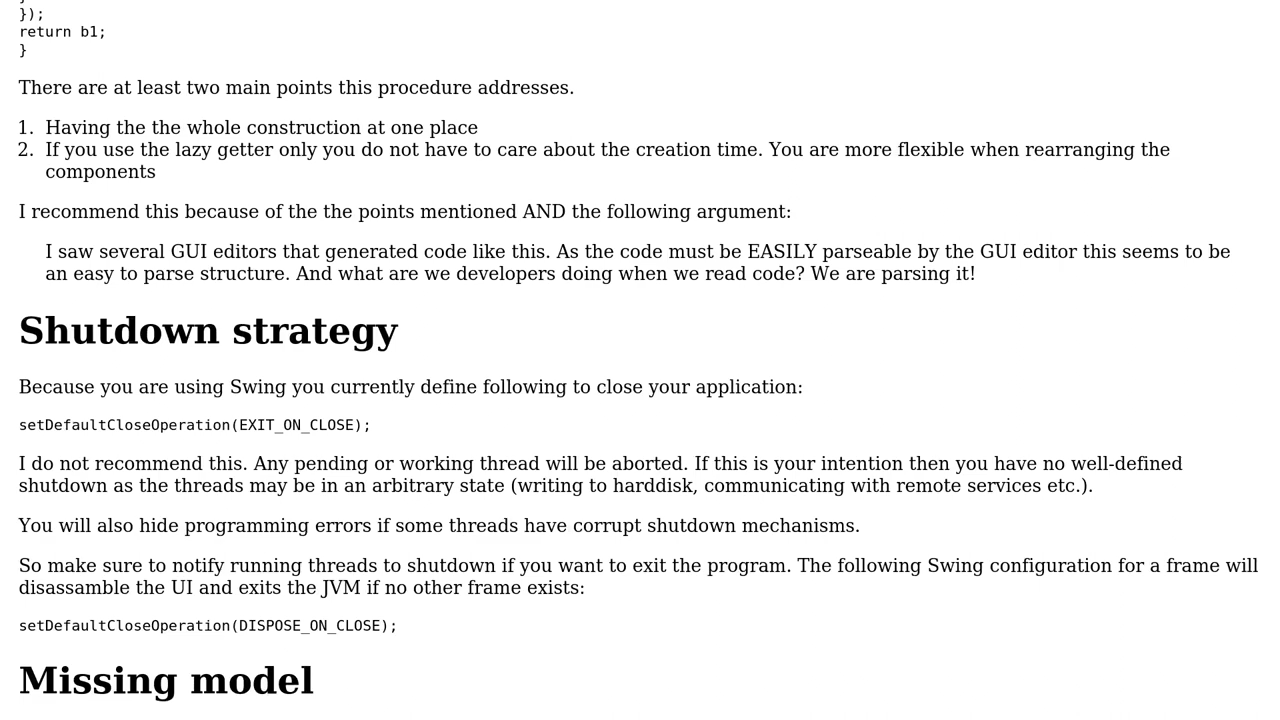 });
return b1;
}
There are at least two main points this procedure addresses.
1. Having the the whole construction at one place
2. If you use the lazy getter only you do not have to care about the creation time. You are more flexible when rearranging the
components
I recommend this because of the the points mentioned AND the following argument:
I saw several GUI editors that generated code like this. As the code must be EASILY parseable by the GUI editor this seems to be
an easy to parse structure. And what are we developers doing when we read code? We are parsing it!
Shutdown strategy
Because you are using Swing you currently define following to close your application:
setDefaultCloseOperation(EXIT_ON_CLOSE);
I do not recommend this. Any pending or working thread will be aborted. If this is your intention then you have no well-defined
shutdown as the threads may be in an arbitrary state (writing to harddisk, communicating with remote services etc.).
You will also hide programming errors if some threads have corrupt shutdown mechanisms.
So make sure to notify running threads to shutdown if you want to exit the program. The following Swing configuration for a frame will
disassamble the UI and exits the JVM if no other frame exists:
setDefaultCloseOperation(DISPOSE_ON_CLOSE);
Missing model